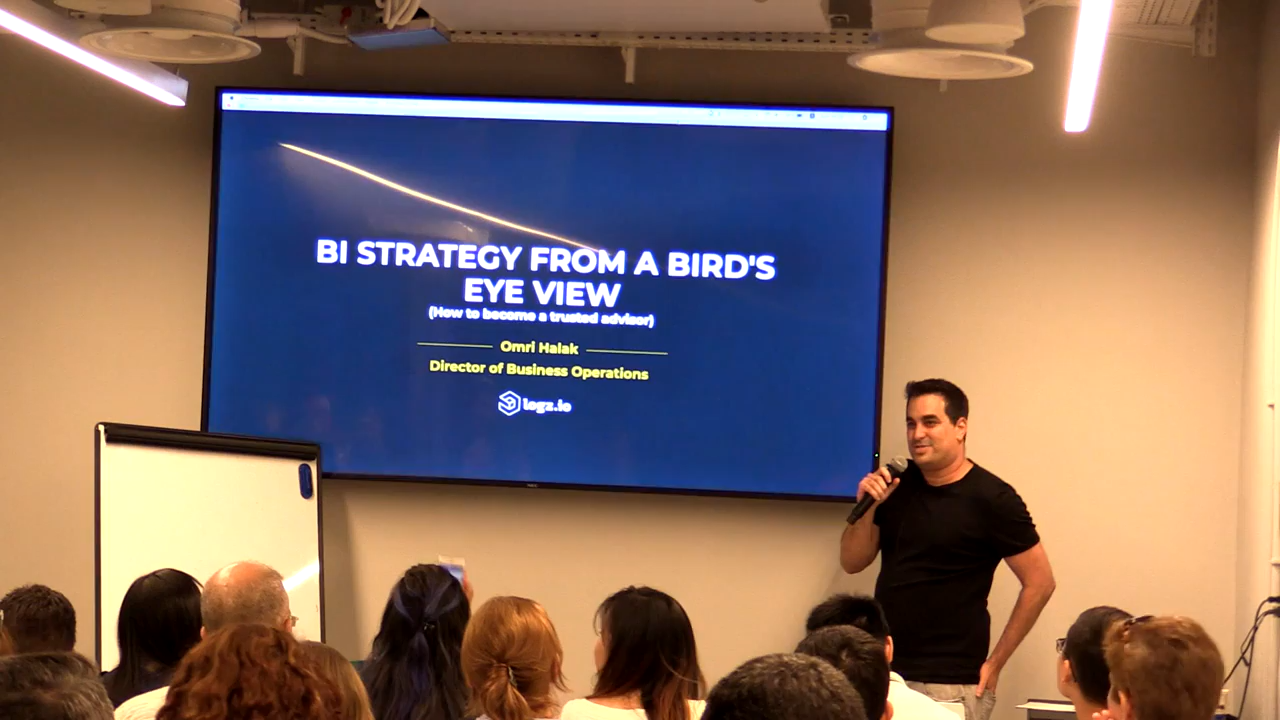 BI STRATEGY FROM A BIRD'S
EYE VIEW
(How to become a trusted advisor)
Omri Halak
Director of Business Operations
logz.io